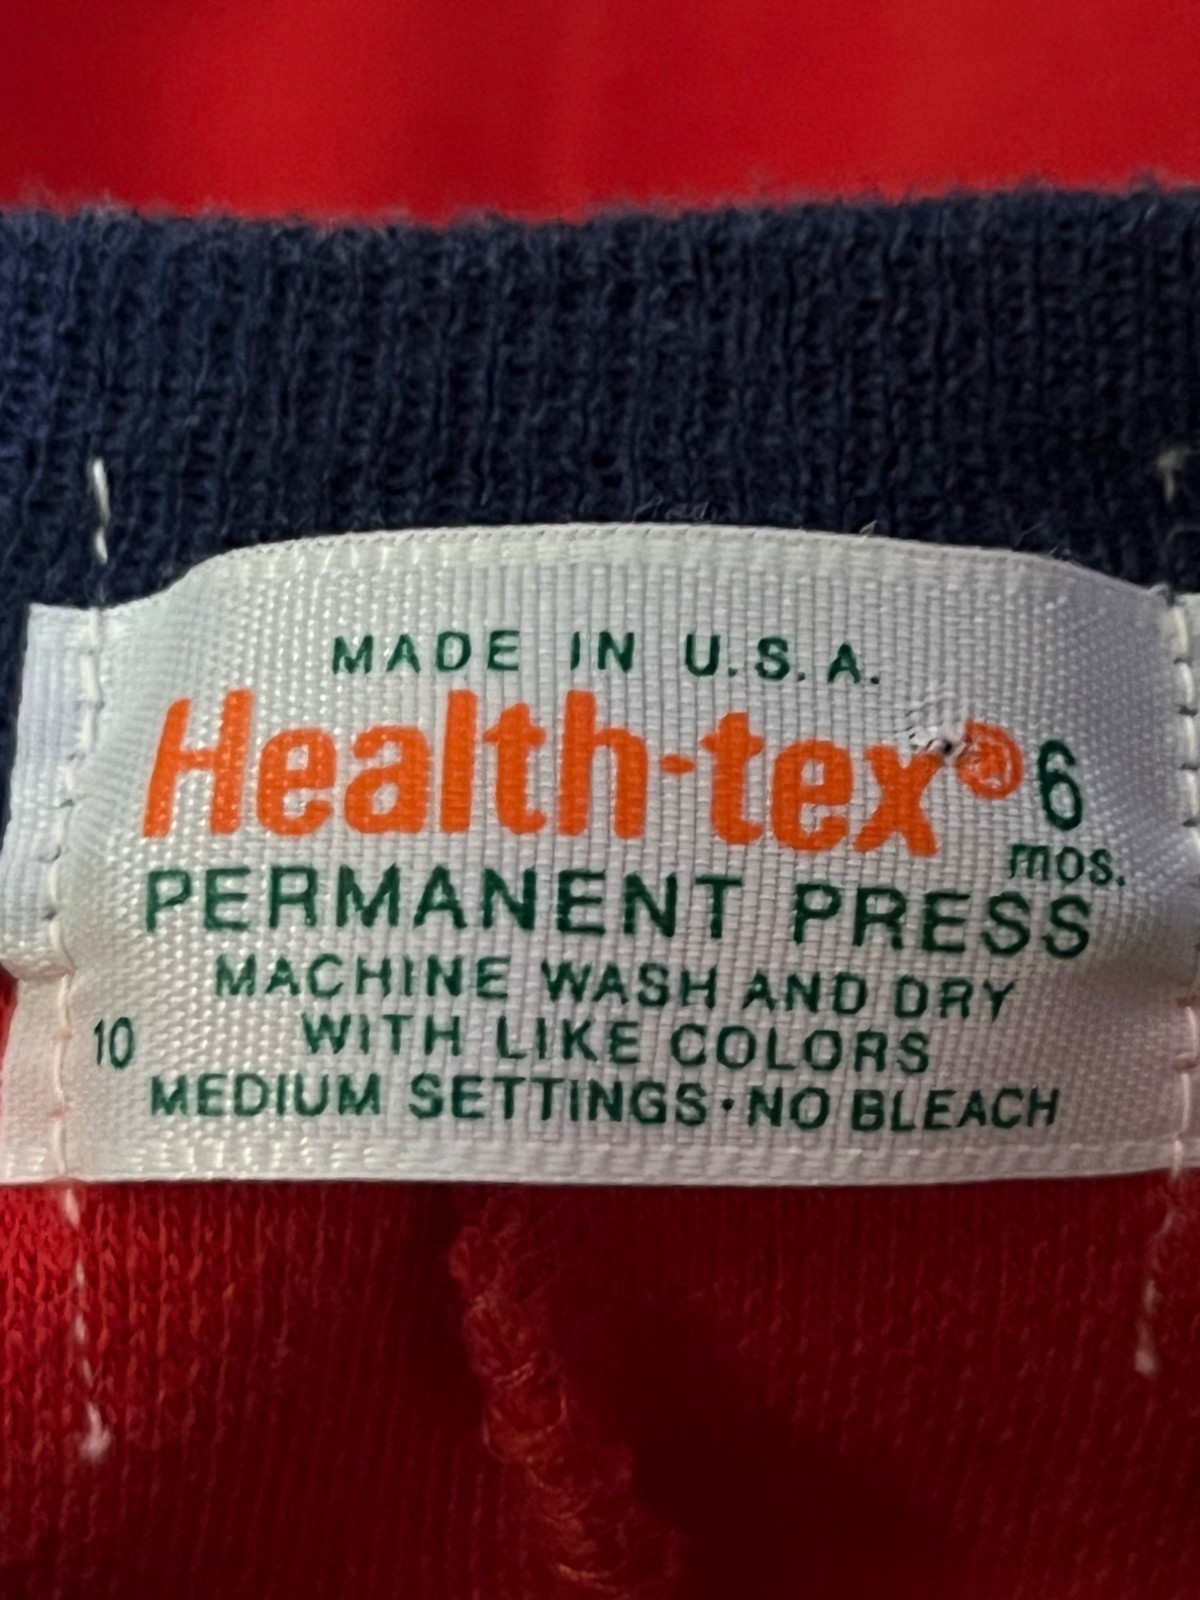 MADE IN U.S.A.
Health-tex® 6
mos.
PERMANENT PRESS
MACHINE WASH AND DRY
10 WITH LIKE COLORS
MEDIUM SETTINGS·NO BLEACH